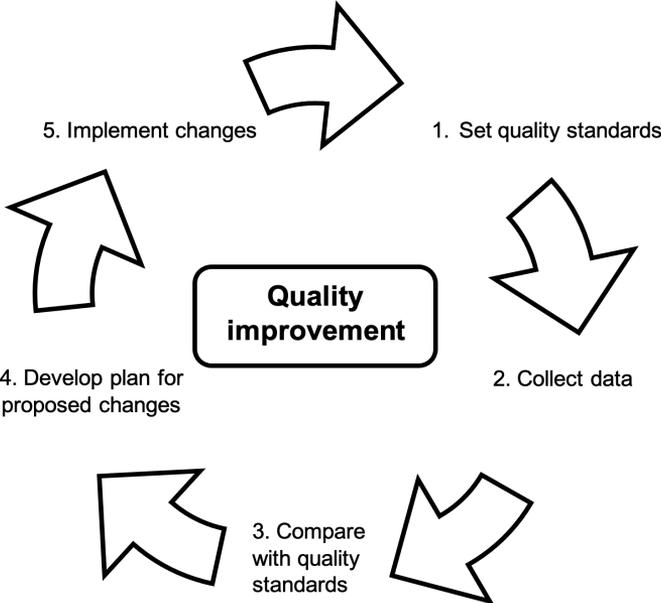 5. Implement changes
1. Set quality standards
Quality
improvement
4. Develop plan for
proposed changes
2. Collect data
3. Compare
with quality
standards